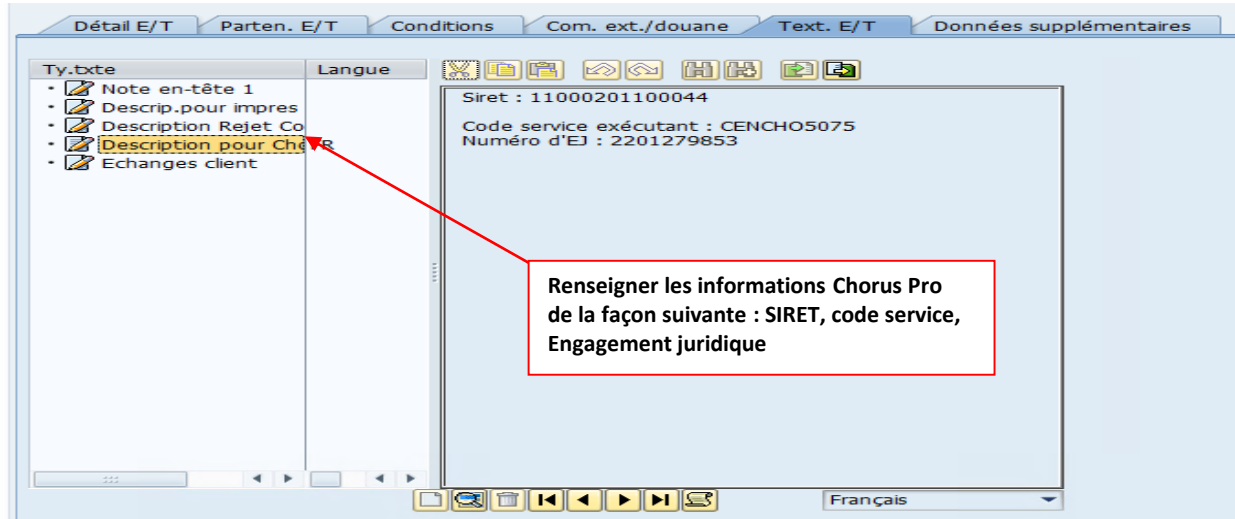 Détail E/T Parten. E/T Conditions Com. ext./douane Text. E/T Données supplémentaires
Ty.txte Langue
Note en-tête 1
Descrip.pour impres
Description Rejet Co
Description pour Cho R
Echanges client
Siret : 11000201100044
Code service exécutant : CENCHO5075
Numéro d'EJ : 2201279853
Renseigner les informations Chorus Pro
de la façon suivante : SIRET, code service,
Engagement juridique
Français